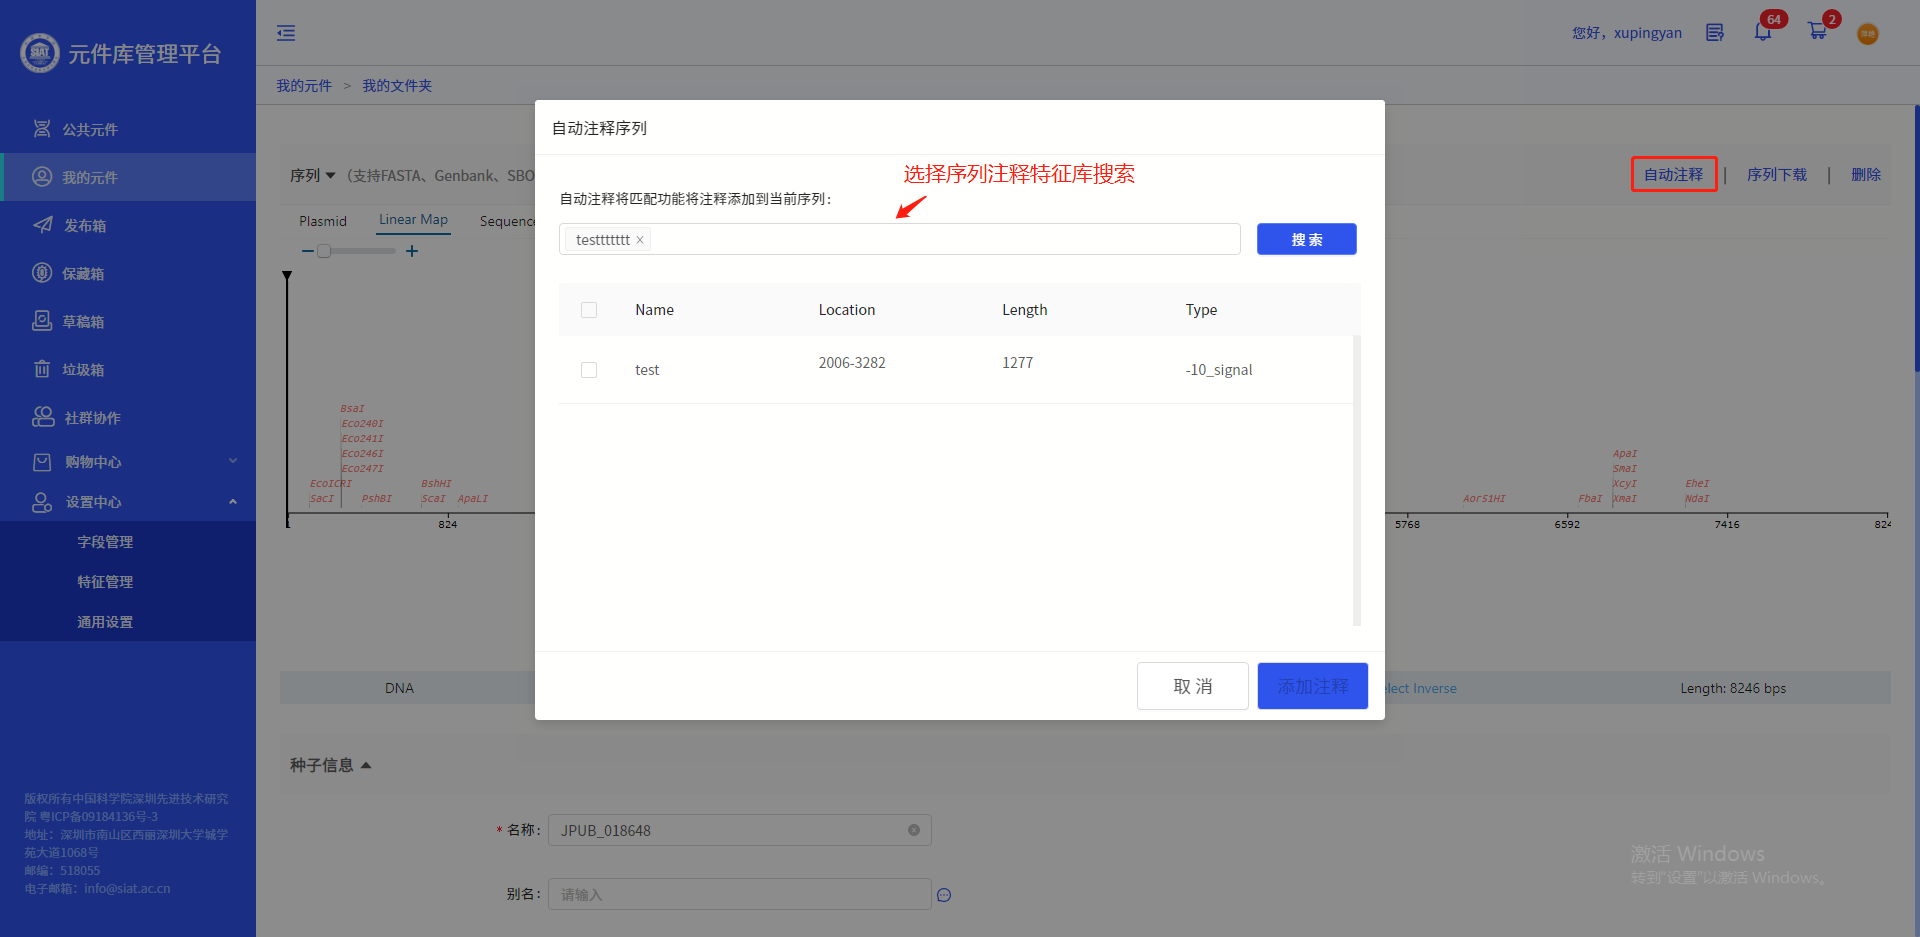 元件库管理平台
公共元件
我的元件
发布箱
保藏箱
草稿箱
垃圾箱
社群协作
购物中心
设置中心
字段管理
特征管理
通用设置
版权所有中国科学院深圳先进技术研究
院 粤ICP备09184136号-3
地址：深圳市南山区西丽深圳大学城学
苑大道1068号
邮编：518055
电子邮箱：info@siat.ac.cn
您好，xupingyan
64
2
我的元件 > 我的文件夹
序列 (支持FASTA、Genbank、SBO
自动注释 | 序列下载 | 删除
Plasmid Linear Map Sequence
自动注释序列
选择序列注释特征库搜索
自动注释将匹配功能将注释添加到当前序列：
testttttttt ×
搜 索
Name Location Length Type
test 2006-3282 1277 -10_signal
取 消 添加注释
BsaI
Eco240I
Eco241I
Eco246I
Eco247I
EcoICRI BshHI
SacI PshBI ScaI ApaLI
1 824
ApaI
SmaI
XcyI EheI
Aor51HI FbaI XmaI NdaI
5768 6592 7416 824
DNA elect Inverse Length: 8246 bps
种子信息
* 名称： JPUB_018648
别名： 请输入
激活 Windows
转到"设置"以激活 Windows。